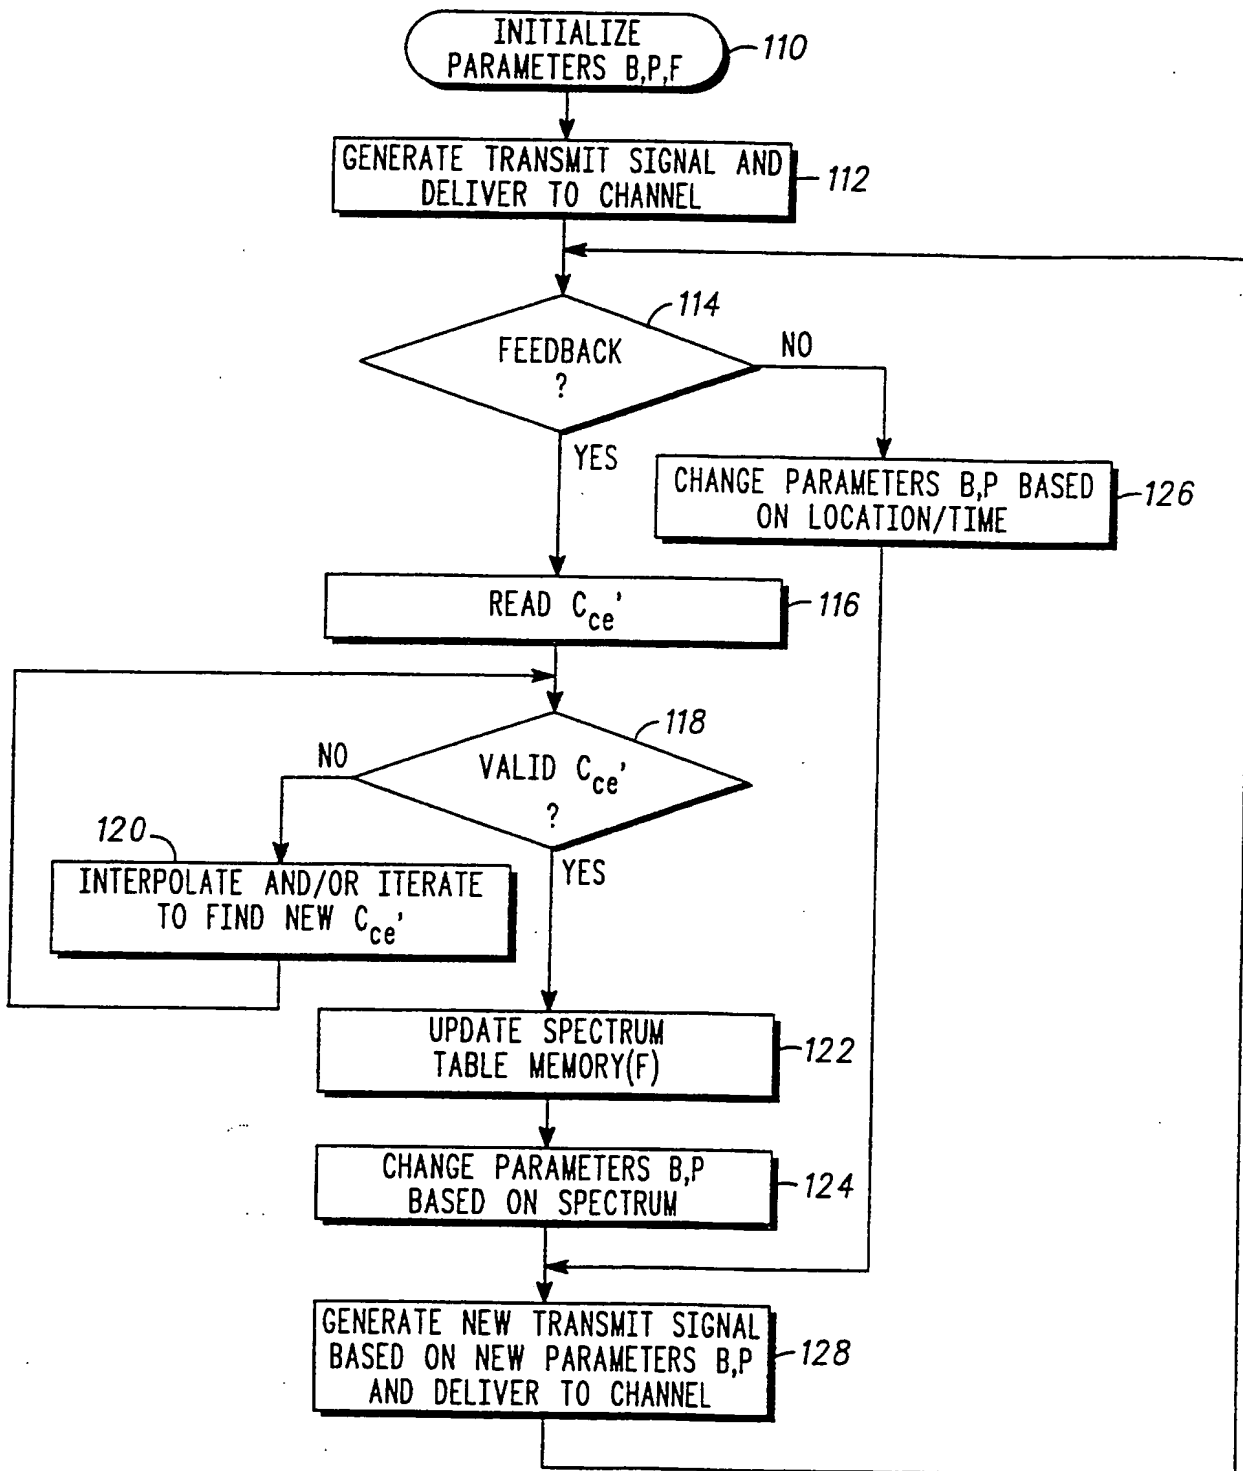 INITIALIZE
PARAMETERS B,P,F
110
GENERATE TRANSMIT SIGNAL AND
DELIVER TO CHANNEL
112
114
FEEDBACK
?
NO
YES
CHANGE PARAMETERS B,P BASED
ON LOCATION/TIME
126
READ Cce'
116
118
NO
VALID Cce'
?
YES
120
INTERPOLATE AND/OR ITERATE
TO FIND NEW Cce'
UPDATE SPECTRUM
TABLE MEMORY(F)
122
CHANGE PARAMETERS B,P
BASED ON SPECTRUM
124
GENERATE NEW TRANSMIT SIGNAL
BASED ON NEW PARAMETERS B,P
AND DELIVER TO CHANNEL
128